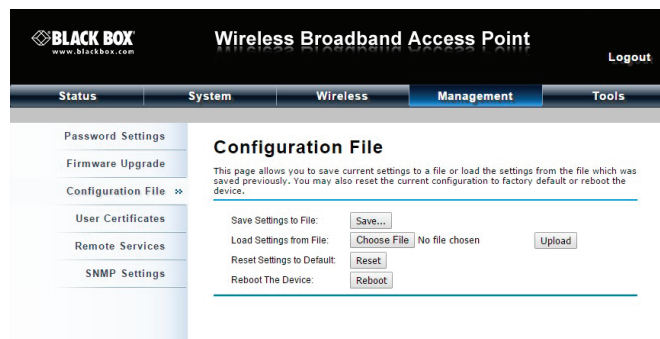 BLACK BOX
www.blackbox.com
Wireless Broadband Access Point
Logout
Status System Wireless Management Tools
Password Settings
Firmware Upgrade
Configuration File »
User Certificates
Remote Services
SNMP Settings
Configuration File
This page allows you to save current settings to a file or load the settings from the file which was
saved previously. You may also reset the current configuration to factory default or reboot the
device.
Save Settings to File: Save...
Load Settings from File: Choose File No file chosen Upload
Reset Settings to Default: Reset
Reboot The Device: Reboot